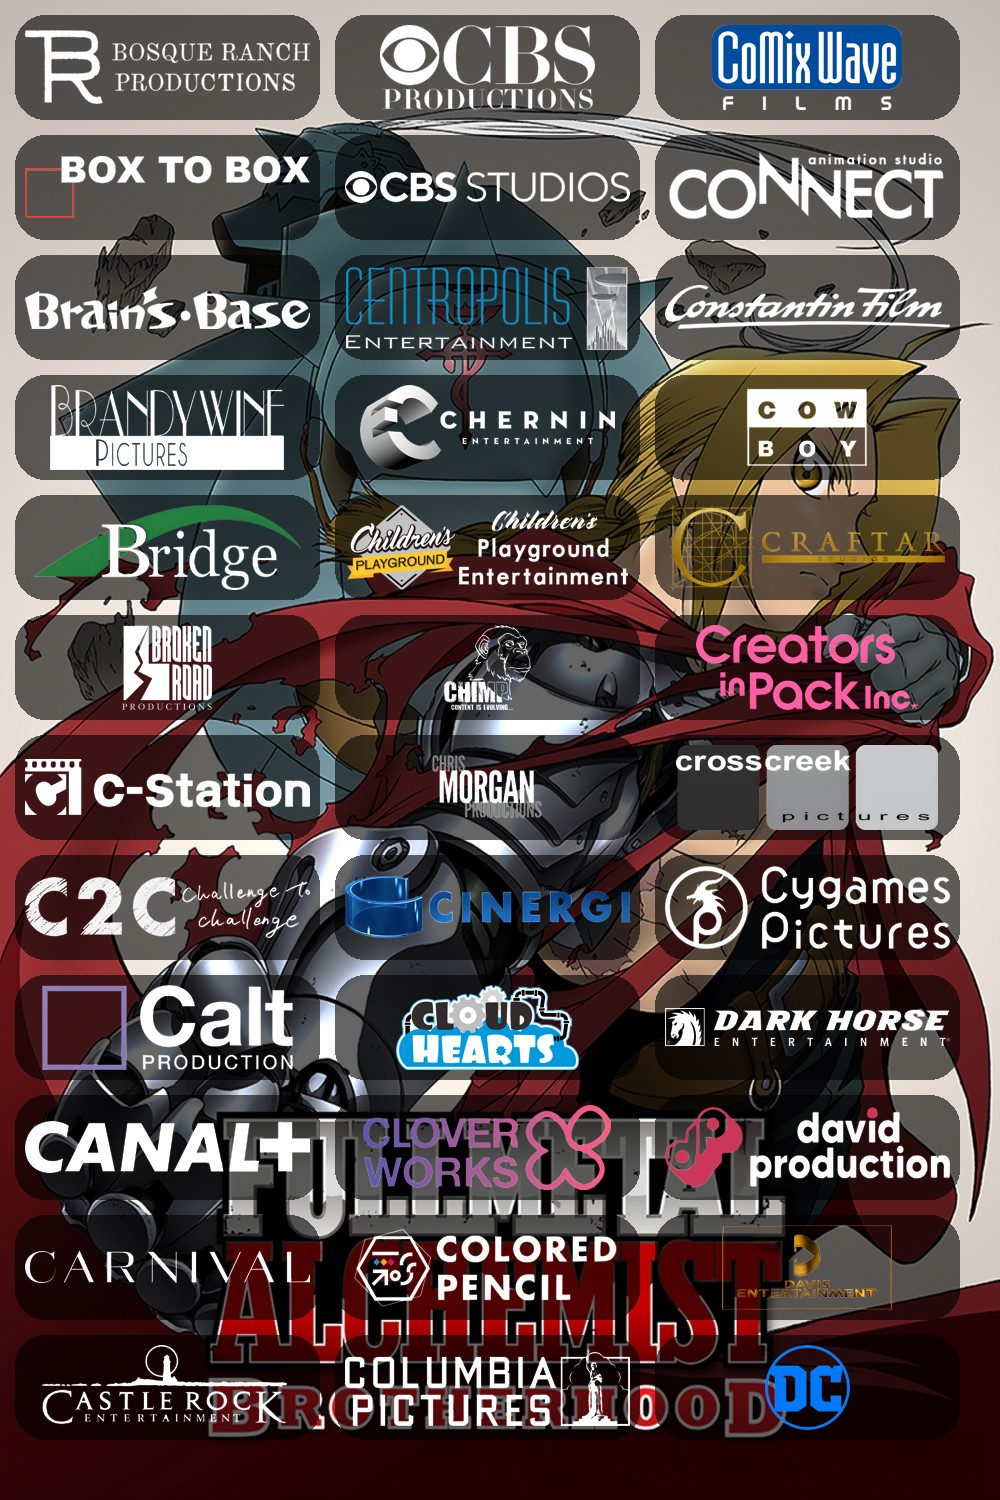 BOSQUE RANCH
PRODUCTIONS
CBS
PRODUCTIONS
CoMix Wave
FILMS
BOX TO BOX
CBS STUDIOS
animation studio
CONNECT
Brain's·Base
CENTROPOLIS
ENTERTAINMENT
Constantin Film
BRANDYWINE
PICTURES
CHERNIN
ENTERTAINMENT
COW
BOY
Bridge
Children's
PLAYGROUND
Children's
Playground
Entertainment
CRAFTAR
STUDIOS
BROKEN
ROAD
PRODUCTIONS
CHIMP
CONTENT IS EVOLVING...
Creators
in Pack Inc.
C-Station
CHRIS
MORGAN
PRODUCTIONS
crosscreek
pictures
C2C
Challenge to
challenge
CINERGI
Cygames
Pictures
Calt
PRODUCTION
CLOUD
HEARTS
DARK HORSE
ENTERTAINMENT
CANAL+
CLOVER
WORKS
david
production
CARNIVAL
COLORED
PENCIL
DAVIS
ENTERTAINMENT
CASTLE ROCK
ENTERTAINMENT
COLUMBIA
PICTURES
DC
FULLMETAL
ALCHEMIST
BROTHERHOOD